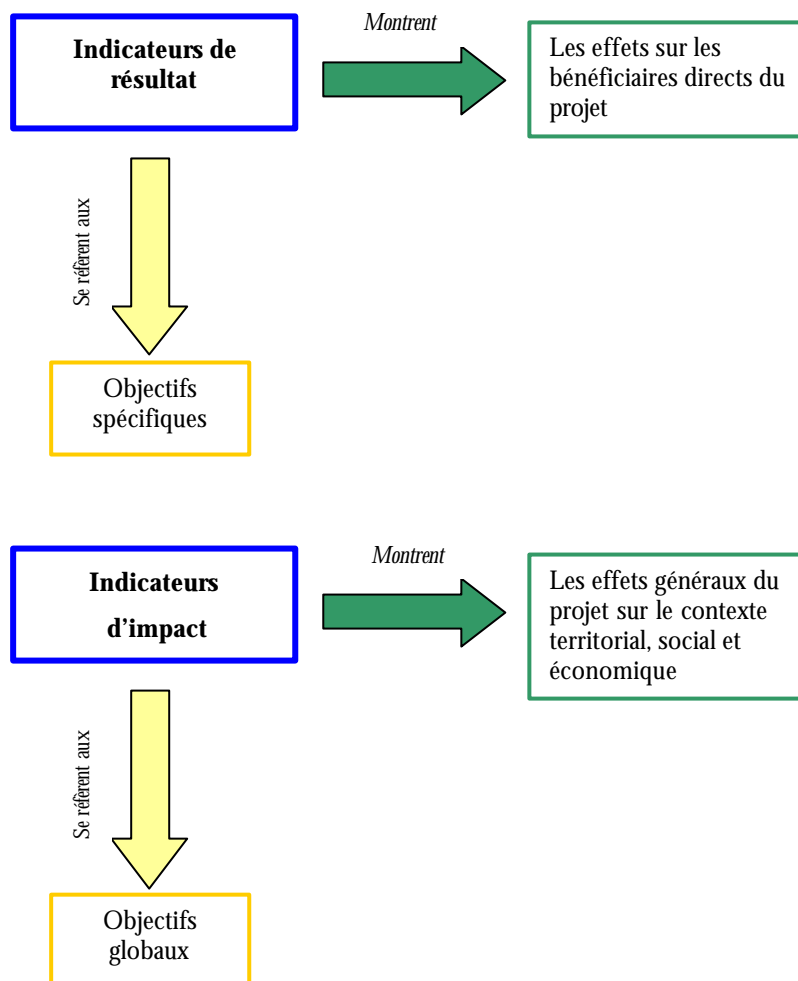 Indicateurs de
résultat
Montrent
Les effets sur les
bénéficiaires directs du
projet
Se réfèrent aux
Objectifs
spécifiques
Indicateurs
d’impact
Montrent
Les effets généraux du
projet sur le contexte
territorial, social et
économique
Se réfèrent aux
Objectifs
globaux